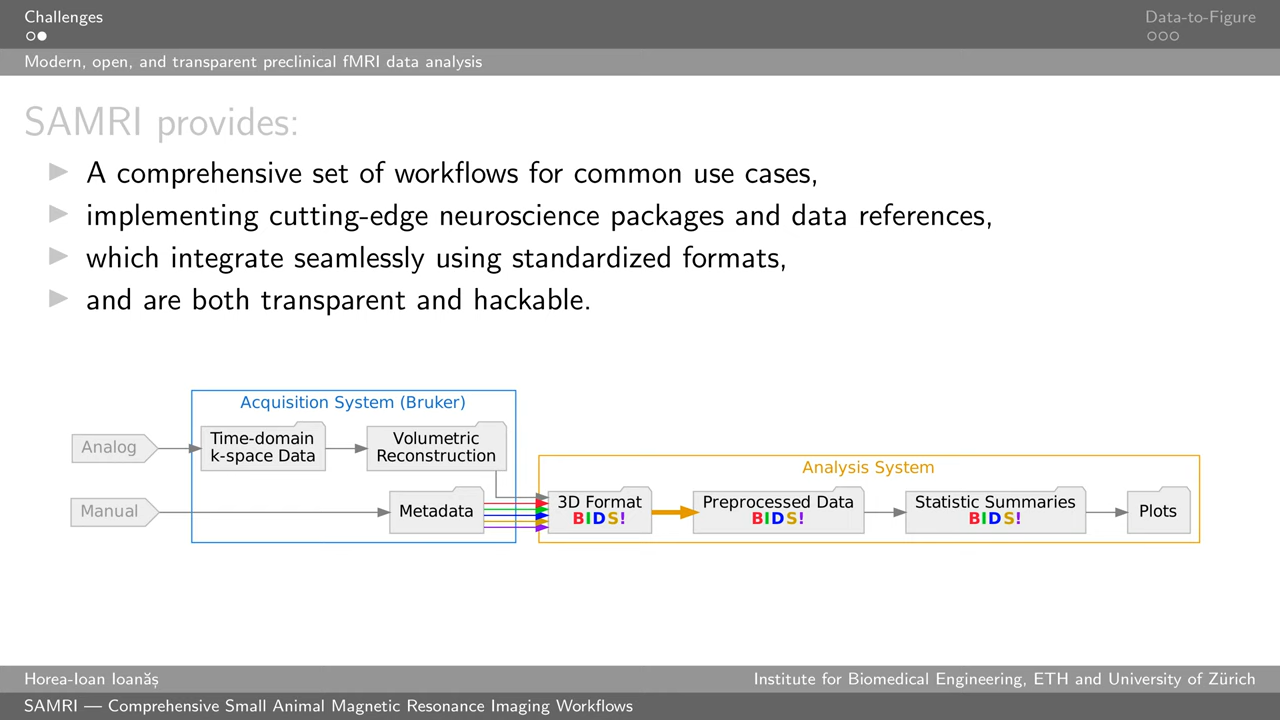 Challenges
Data-to-Figure
Modern, open, and transparent preclinical fMRI data analysis
SAMRI provides:
A comprehensive set of workflows for common use cases,
implementing cutting-edge neuroscience packages and data references,
which integrate seamlessly using standardized formats,
and are both transparent and hackable.
Acquisition System (Bruker)
Analog
Time-domain
k-space Data
Volumetric
Reconstruction
Manual
Metadata
Analysis System
3D Format
BIDS!
Preprocessed Data
BIDS!
Statistic Summaries
BIDS!
Plots
Horea-Ioan Ioanăș
Institute for Biomedical Engineering, ETH and University of Zürich
SAMRI — Comprehensive Small Animal Magnetic Resonance Imaging Workflows